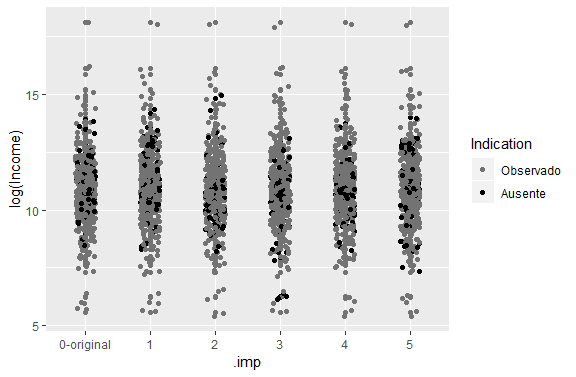 log(Income)
15
10
5
0-original 1 2 3 4 5
.imp
Indication
Observado
Ausente